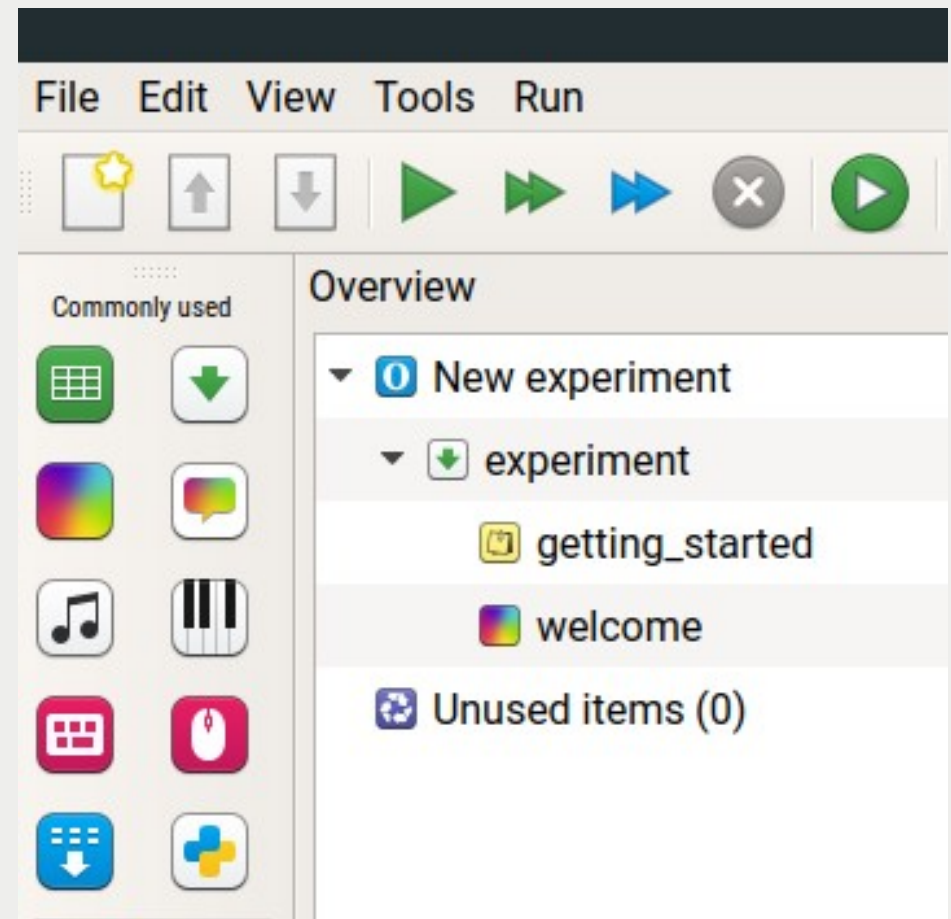 File Edit View Tools Run
Commonly used
Overview
New experiment
experiment
getting_started
welcome
Unused items (0)